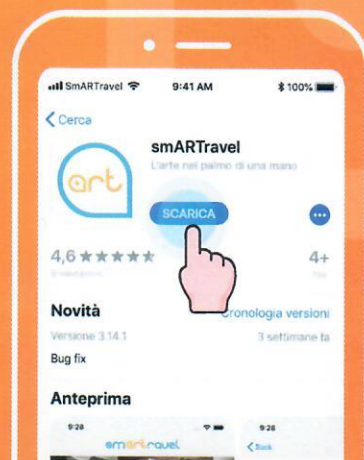 SmARTravel 9:41 AM 100%
Cerca
art
smARTravel
L'arte nel palmo di una mano
SCARICA
4,6 4+
Novità Cronologia versioni
Versione 3.14.1 3 settimane fa
Bug fix
Anteprima
9:28 9:28
smartravel Back